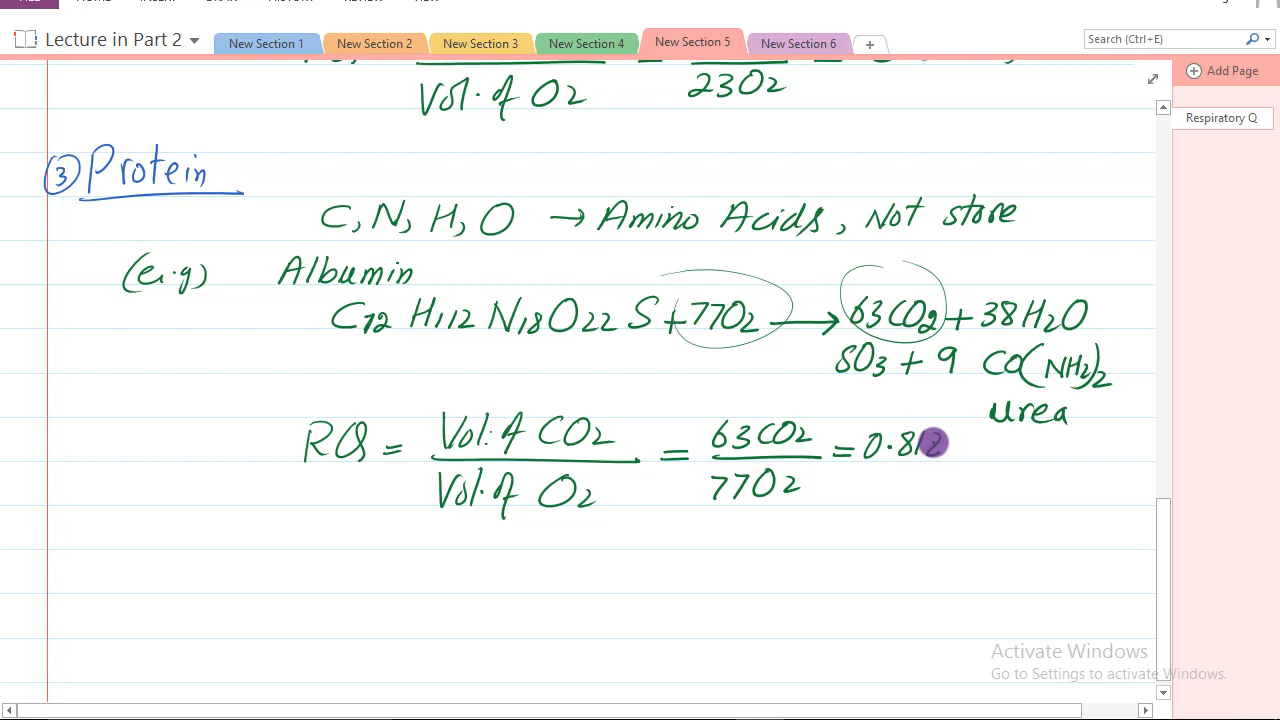 Lecture in Part 2
New Section 1
New Section 2
New Section 3
New Section 4
New Section 5
New Section 6
Search (Ctrl+E)
Add Page
Respiratory Q
Vol. of O2
23O2
③ Protein
C, N, H, O → Amino Acids, Not store
(e.g) Albumin
C72 H112 N18 O22 S + 77O2 → 63CO2 + 38H2O
SO3 + 9 CO(NH2)2
urea
RQ = Vol. of CO2 / Vol. of O2 = 63CO2 / 77O2 = 0.812
Activate Windows
Go to Settings to activate Windows.